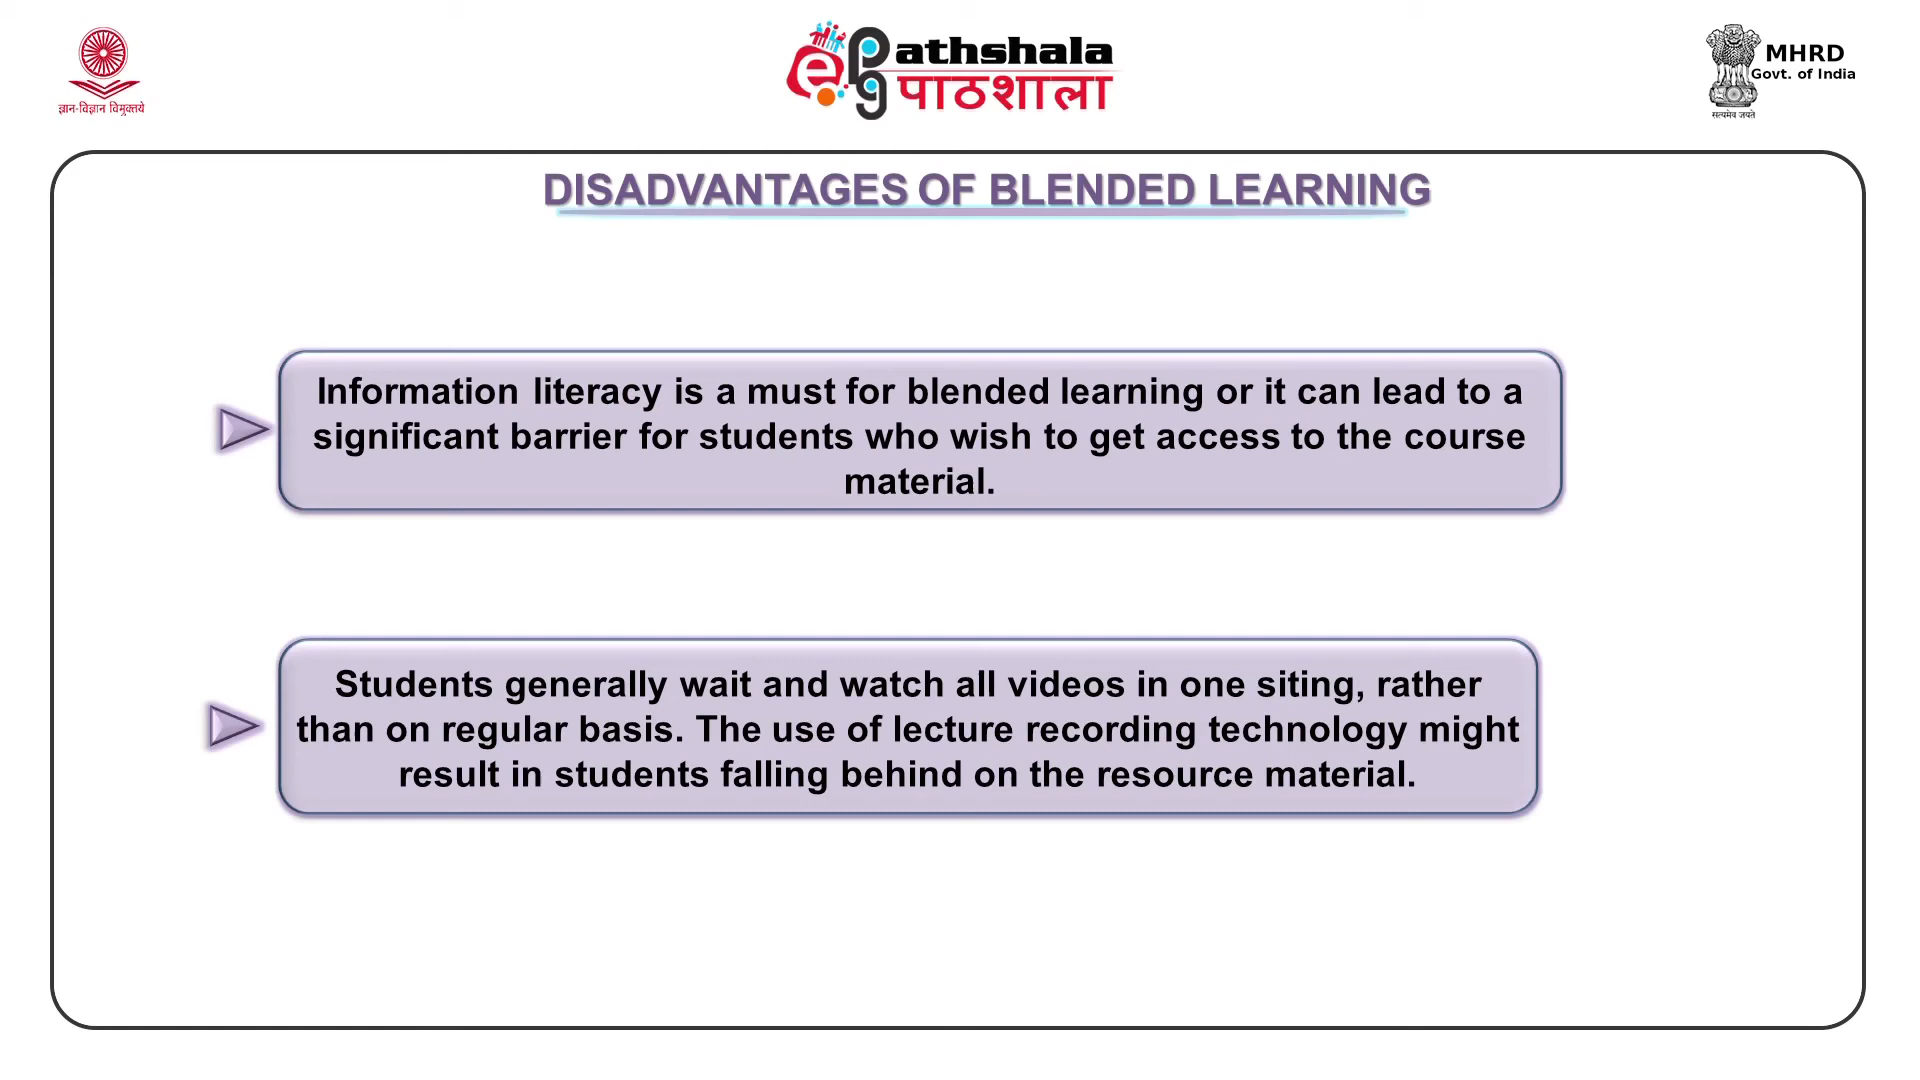 ज्ञान-विज्ञान विमुक्तये
ePG athshala
पाठशाला
MHRD
Govt. of India
सत्यमेव जयते
DISADVANTAGES OF BLENDED LEARNING
Information literacy is a must for blended learning or it can lead to a
significant barrier for students who wish to get access to the course
material.
Students generally wait and watch all videos in one siting, rather
than on regular basis. The use of lecture recording technology might
result in students falling behind on the resource material.